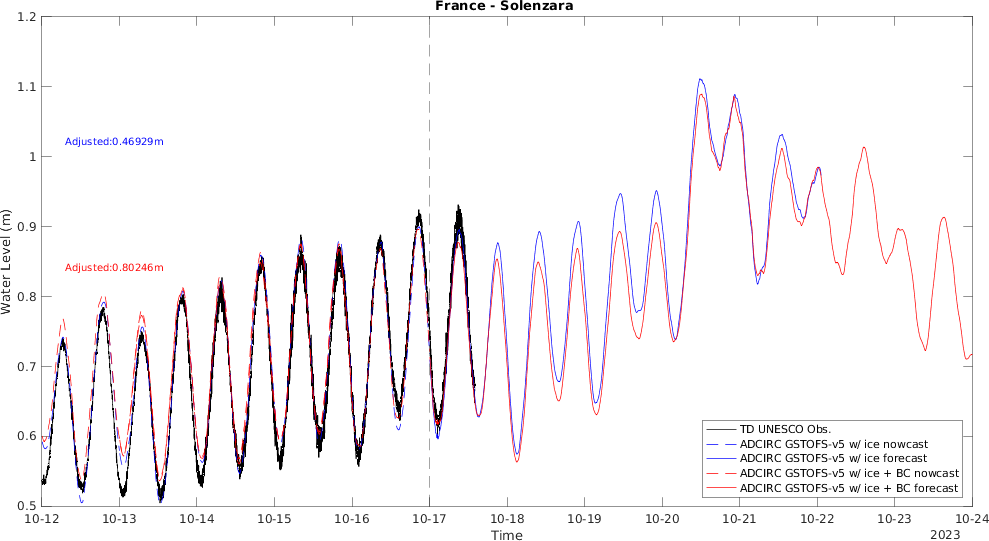 France - Solenzara
1.2
1.1
1
0.9
0.8
0.7
0.6
0.5
Water Level (m)
Adjusted:0.46929m
Adjusted:0.80246m
TD UNESCO Obs.
ADCIRC GSTOFS-v5 w/ ice nowcast
ADCIRC GSTOFS-v5 w/ ice forecast
ADCIRC GSTOFS-v5 w/ ice + BC nowcast
ADCIRC GSTOFS-v5 w/ ice + BC forecast
10-12 10-13 10-14 10-15 10-16 10-17 10-18 10-19 10-20 10-21 10-22 10-23 10-24
Time
2023